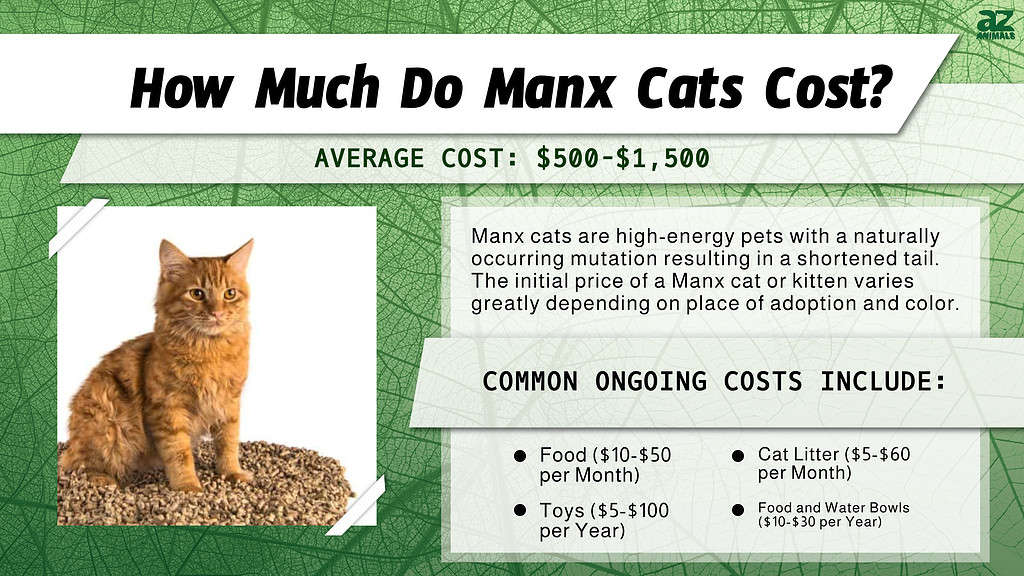 az
ANIMALS
How Much Do Manx Cats Cost?
AVERAGE COST: $500-$1,500
Manx cats are high-energy pets with a naturally
occurring mutation resulting in a shortened tail.
The initial price of a Manx cat or kitten varies
greatly depending on place of adoption and color.
COMMON ONGOING COSTS INCLUDE:
● Food ($10-$50
per Month)
● Toys ($5-$100
per Year)
● Cat Litter ($5-$60
per Month)
● Food and Water Bowls
($10-$30 per Year)